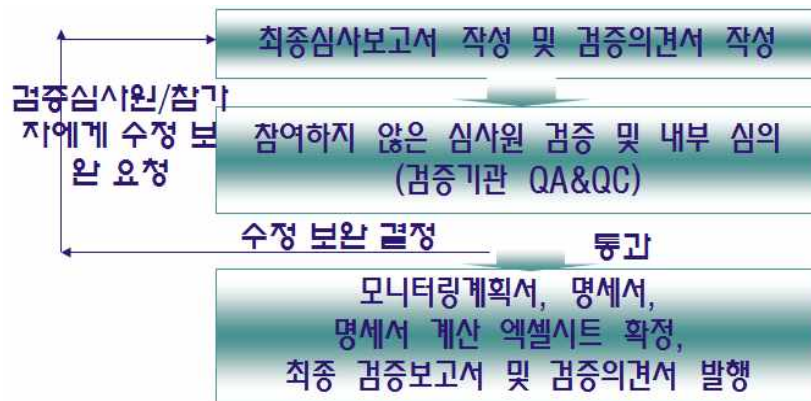 최종심사보고서 작성 및 검증의견서 작성
검증심사원/참가
자에게 수정 보
완 요청
참여하지 않은 심사원 검증 및 내부 심의
(검증기관 QA&QC)
수정 보완 결정
통과
모니터링계획서, 명세서,
명세서 계산 엑셀시트 확정,
최종 검증보고서 및 검증의견서 발행